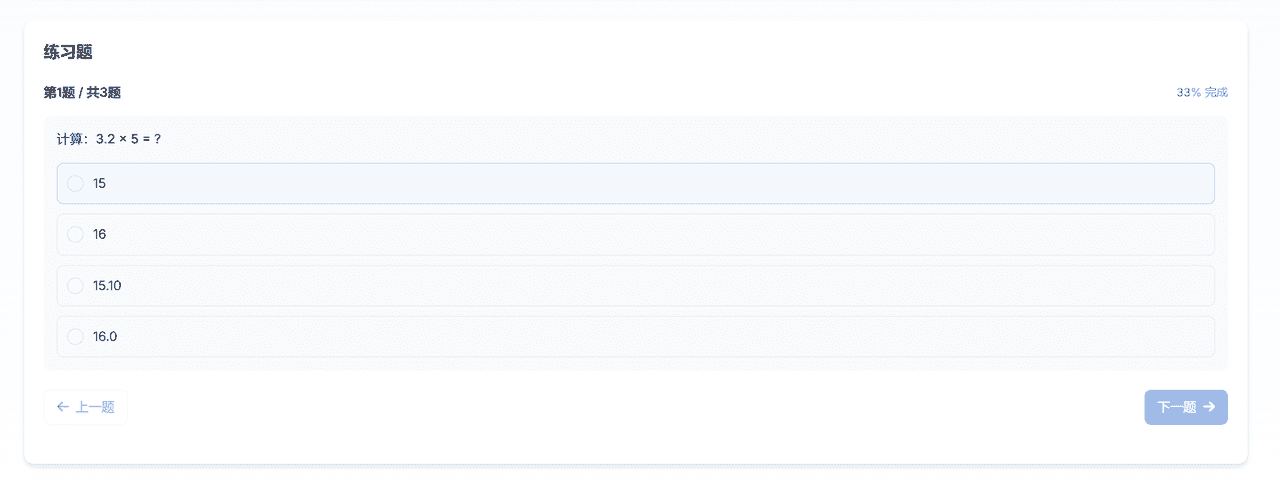 练习题
第1题 / 共3题
33% 完成
计算：3.2 × 5 = ?
15
16
15.10
16.0
← 上一题
下一题 →